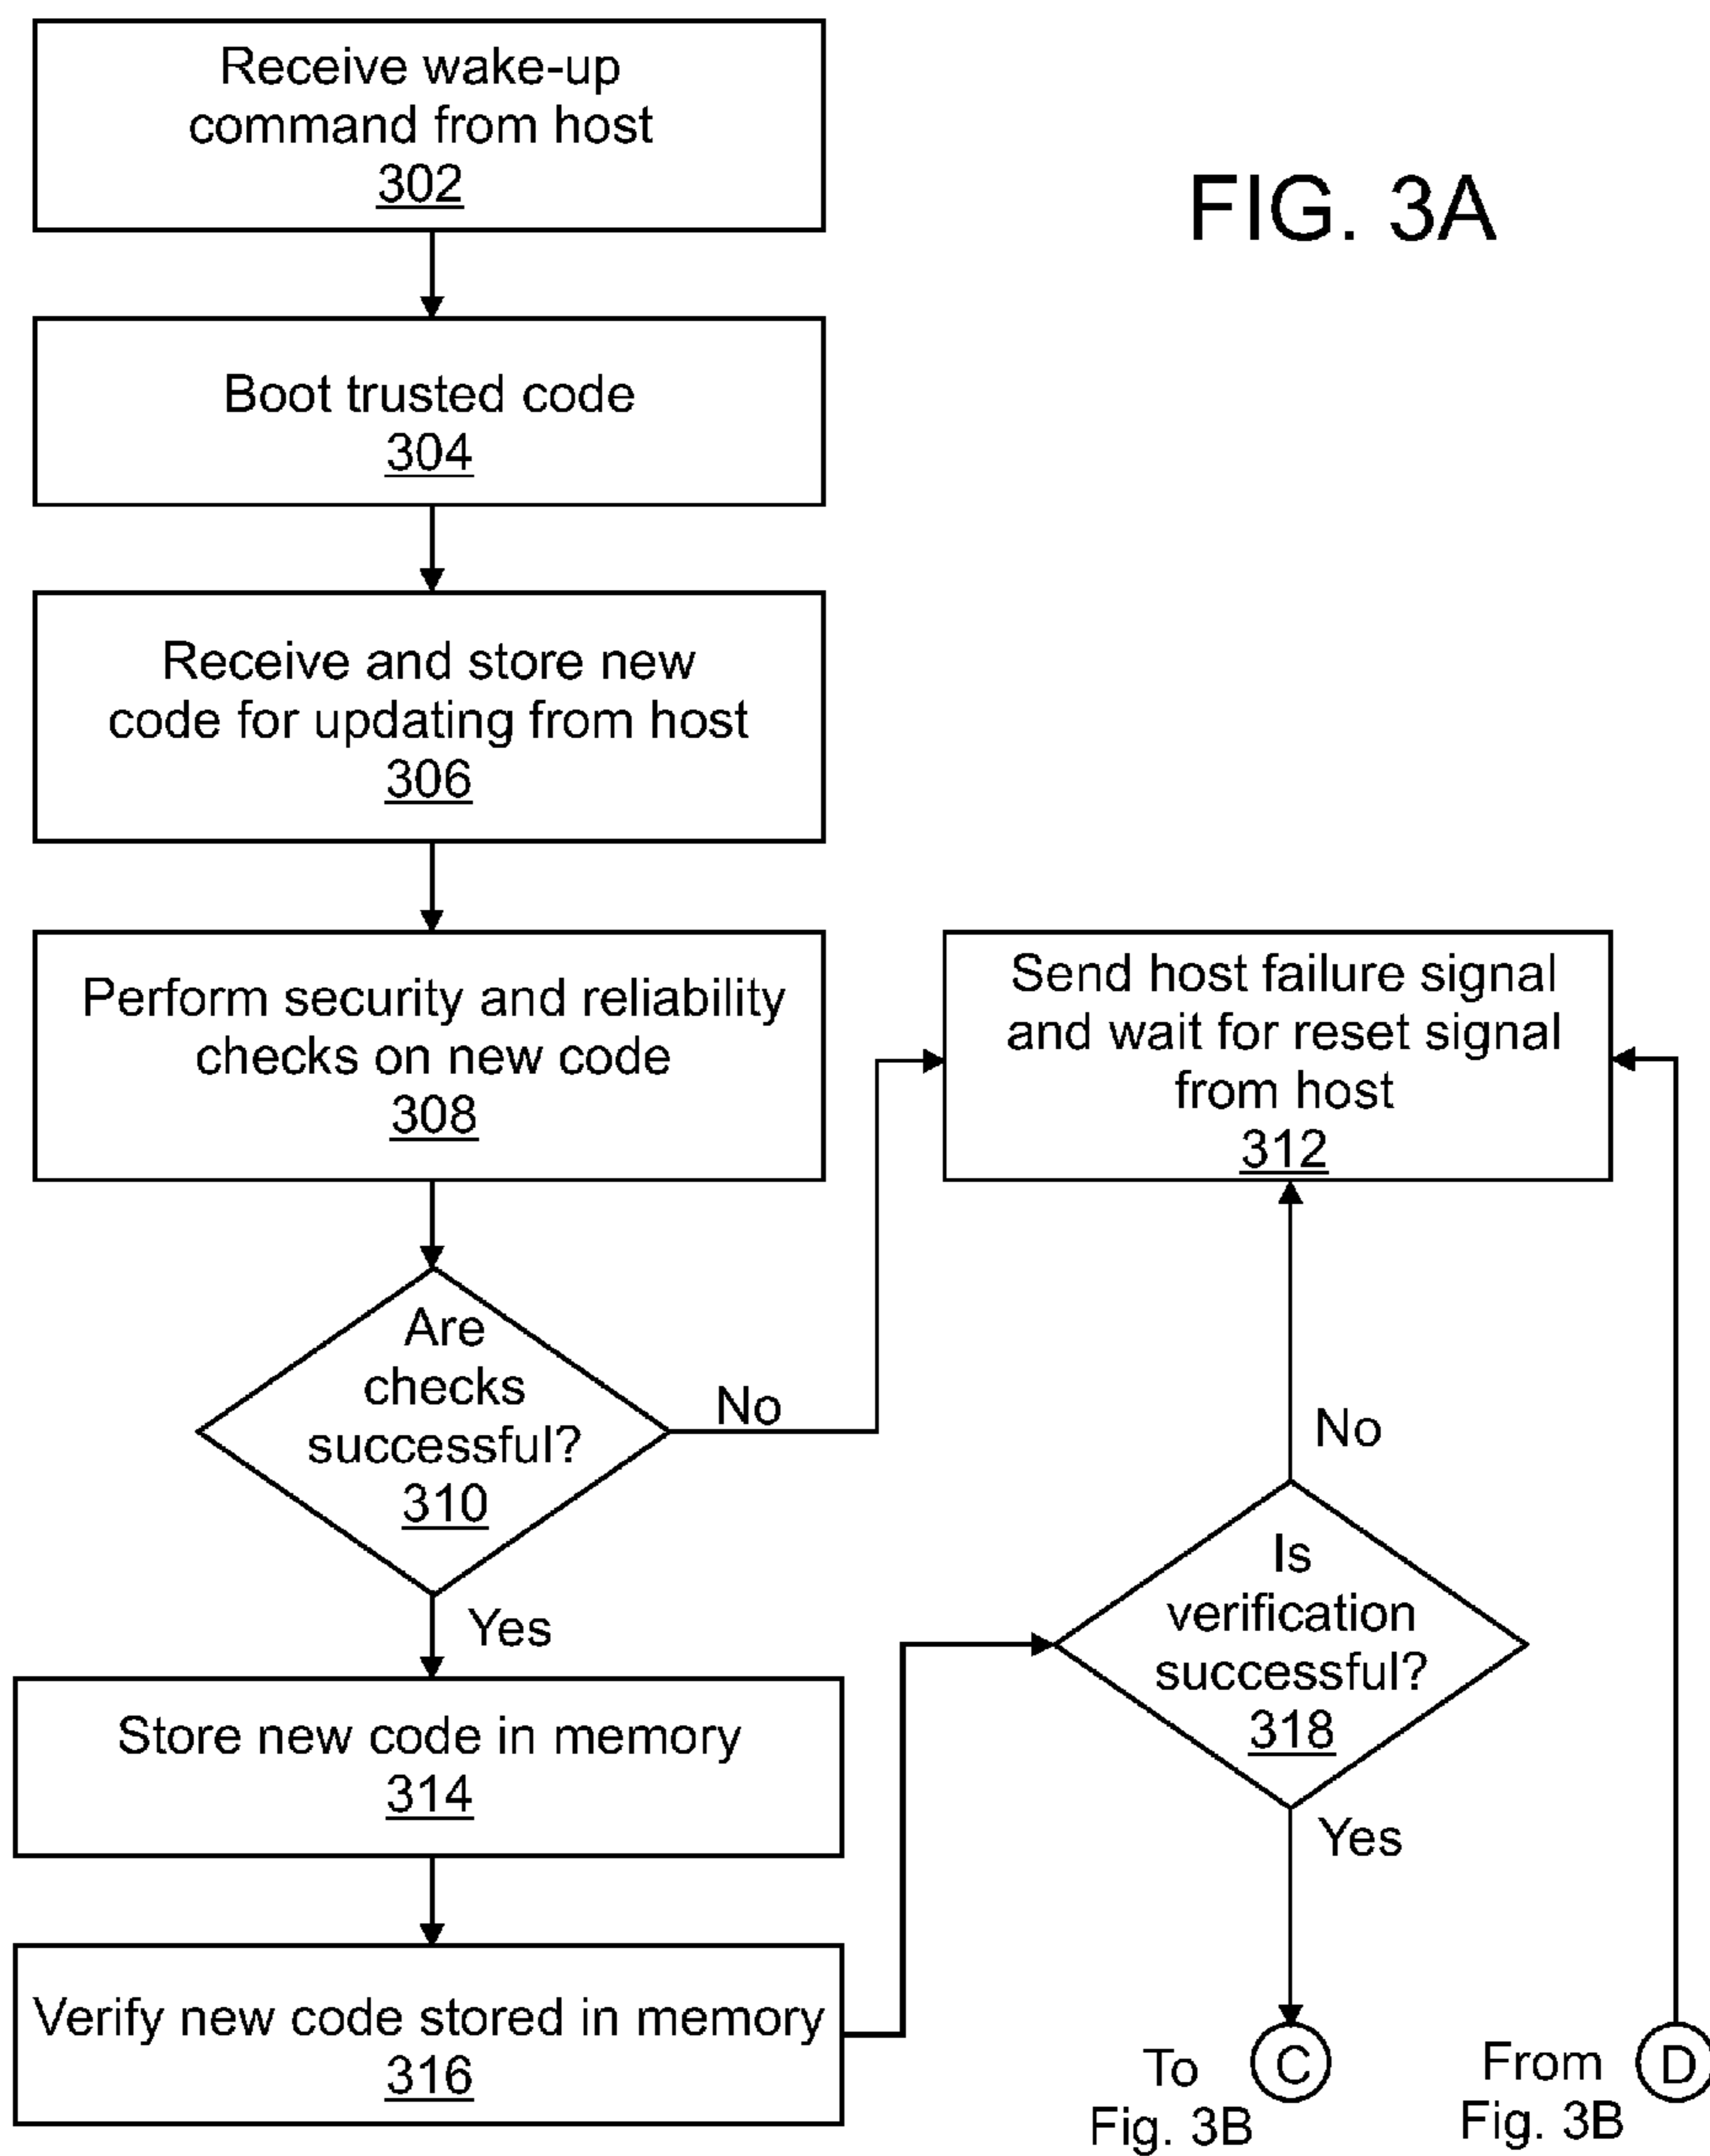 FIG. 3A
Receive wake-up
command from host
302
Boot trusted code
304
Receive and store new
code for updating from host
306
Perform security and reliability
checks on new code
308
Send host failure signal
and wait for reset signal
from host
312
Are
checks
successful?
310
No
Yes
Store new code in memory
314
Verify new code stored in memory
316
No
Is
verification
successful?
318
Yes
To
Fig. 3B
C
From
Fig. 3B
D